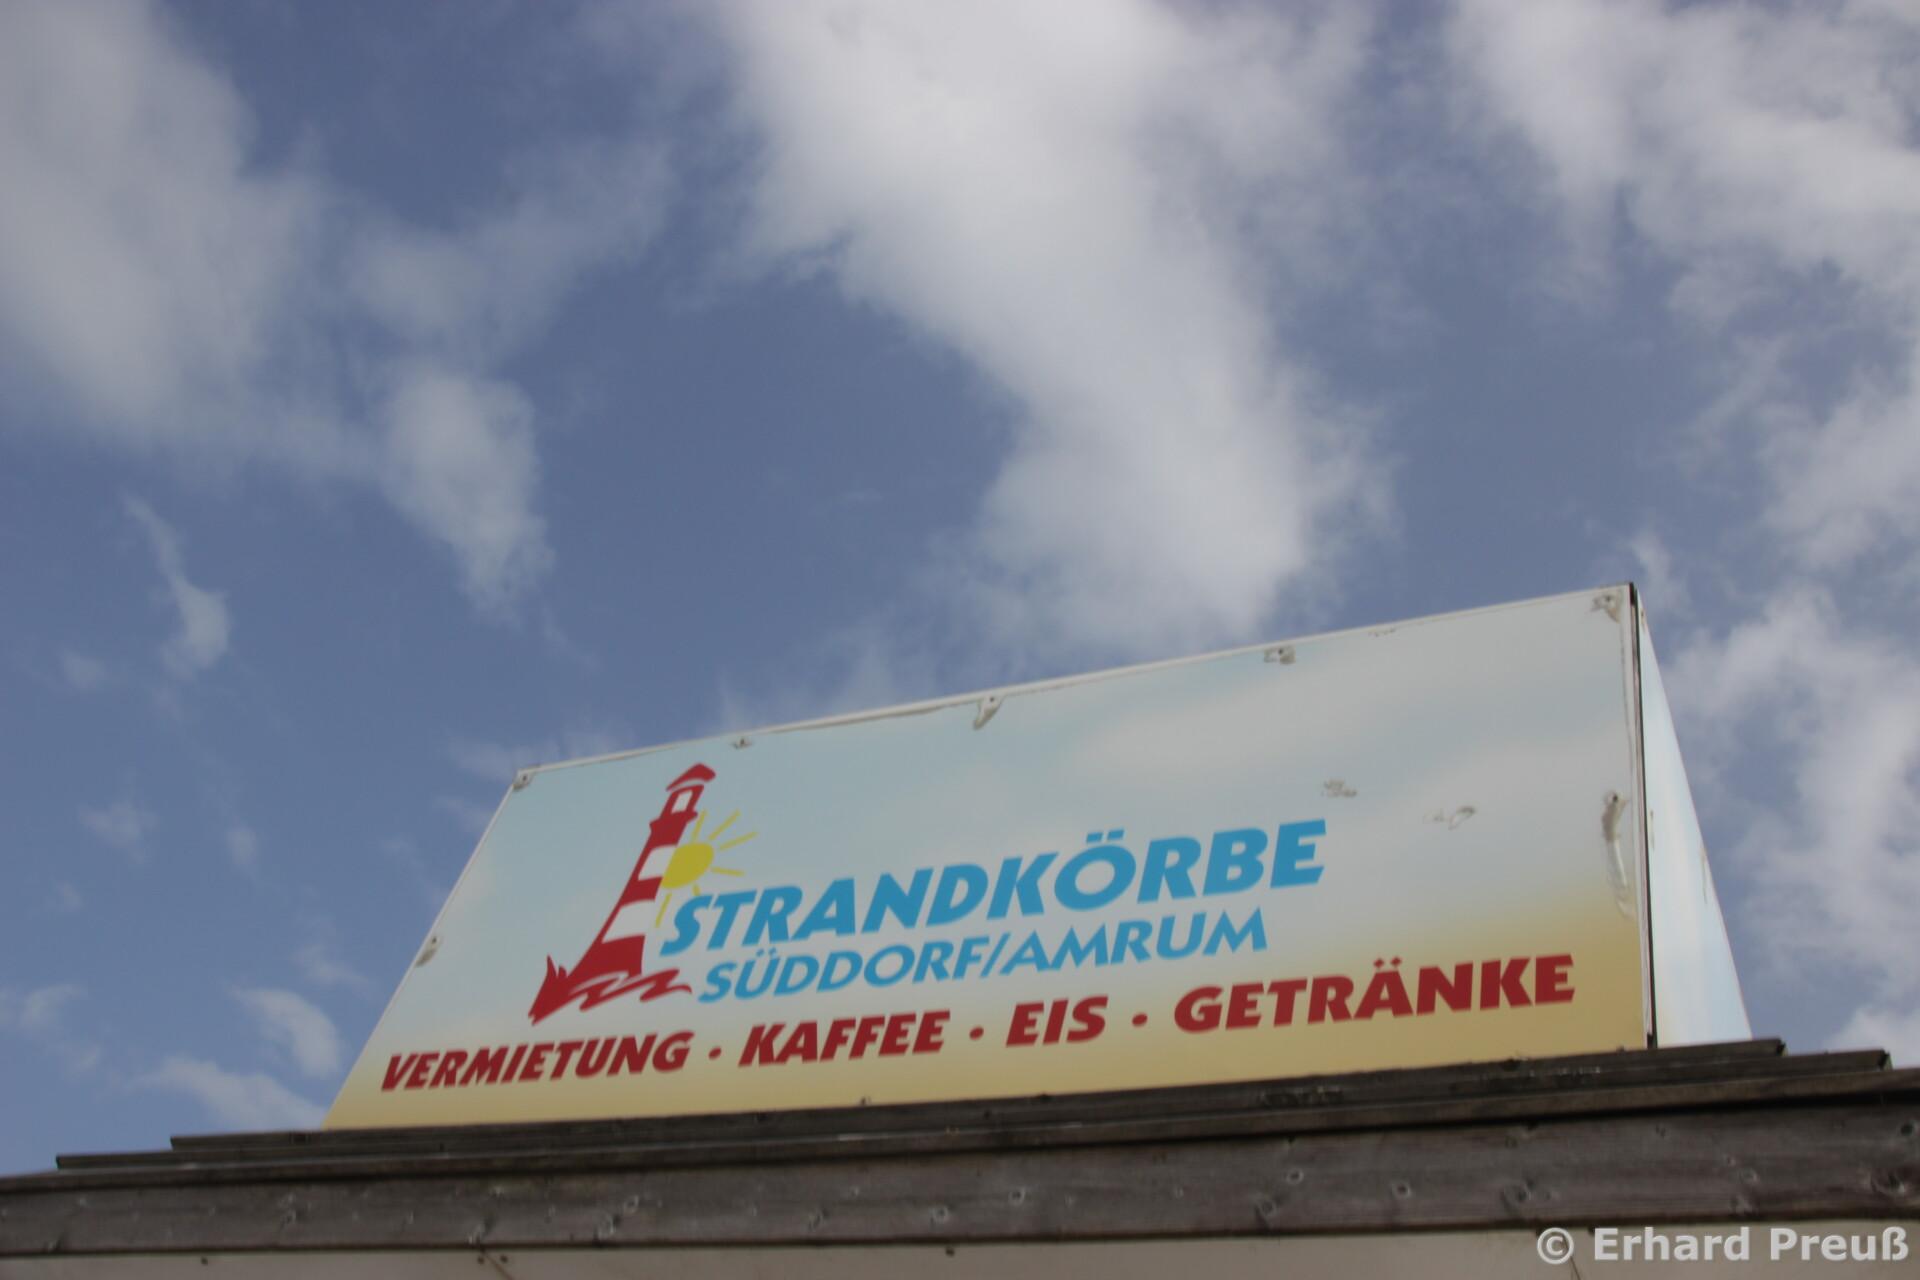 STRANDKÖRBE
SÜDDORF/AMRUM
VERMIETUNG · KAFFEE · EIS · GETRÄNKE
© Erhard Preuß